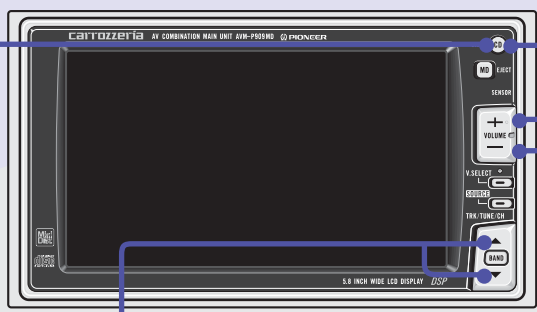 carrozzeria AV COMBINATION MAIN UNIT AVM-P909MD PIONEER
CD
MD EJECT
SENSOR
+
VOLUME
−
V.SELECT
SOURCE
TRK/TUNE/CH
▲
BAND
▼
5.8 INCH WIDE LCD DISPLAY DSP